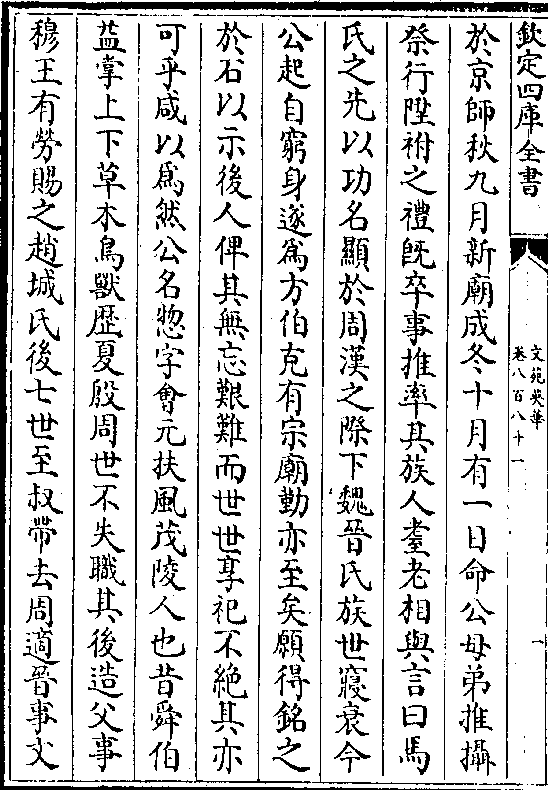 欽定四庫全書
文苑英華
卷八百八十一
一
於京師秋九月新廟成冬十月有一日命公母弟推攝
祭行陞祔之禮既卒事推率其族人耋老相與言曰馬
氏之先以功名顯於周漢之際下魏晉氏族世寖衰今
公起自窮身遂為方伯克有宗廟勤亦至矣願得銘之
於石以示後人俾其無忘艱難而世世享祀不絕其亦
可乎咸以為然公名惣字會元扶風茂陵人也昔舜伯
益掌上下草木鳥獸歴夏殷周世不失職其後造父事
穆王有勞賜之趙城氏後七世至叔帶去周適晉事文